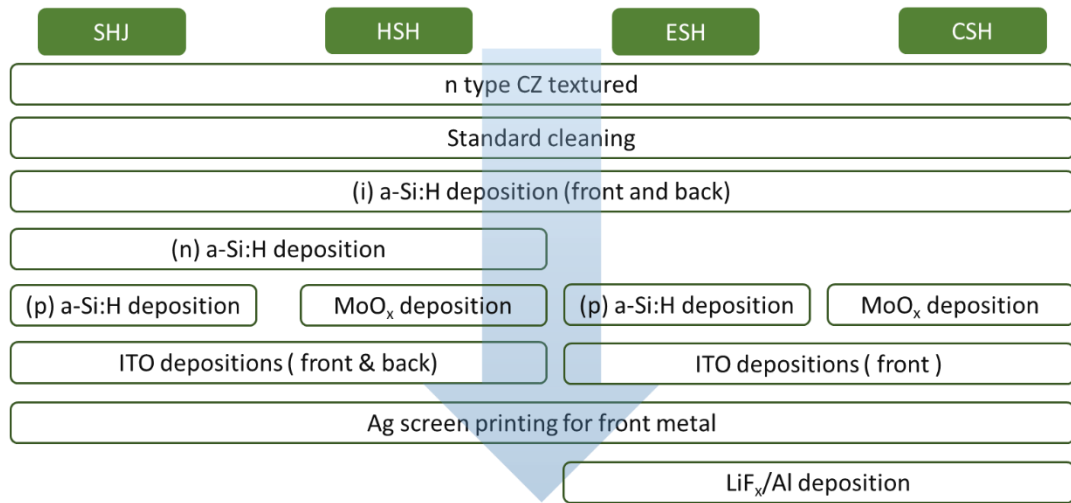 SHJ
HSH
ESH
CSH
n type CZ textured
Standard cleaning
(i) a-Si:H deposition (front and back)
(n) a-Si:H deposition
(p) a-Si:H deposition
MoOₓ deposition
(p) a-Si:H deposition
MoOₓ deposition
ITO depositions ( front & back)
ITO depositions ( front )
Ag screen printing for front metal
LiFₓ/Al deposition